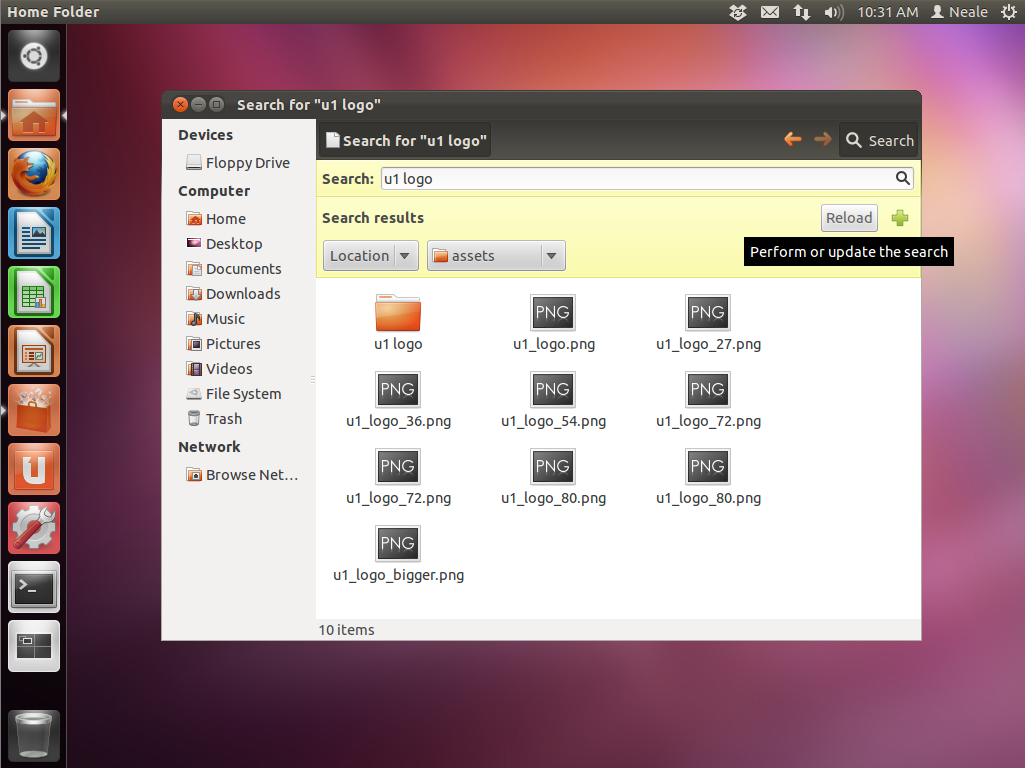 Home Folder
10:31 AM
Neale
Search for "u1 logo"
Devices
Floppy Drive
Computer
Home
Desktop
Documents
Downloads
Music
Pictures
Videos
File System
Trash
Network
Browse Net...
Search for "u1 logo"
Search
Search: u1 logo
Search results
Reload
Location
assets
Perform or update the search
u1 logo
u1_logo.png
u1_logo_27.png
u1_logo_36.png
u1_logo_54.png
u1_logo_72.png
u1_logo_72.png
u1_logo_80.png
u1_logo_80.png
u1_logo_bigger.png
PNG
PNG
PNG
PNG
PNG
PNG
PNG
PNG
PNG
10 items